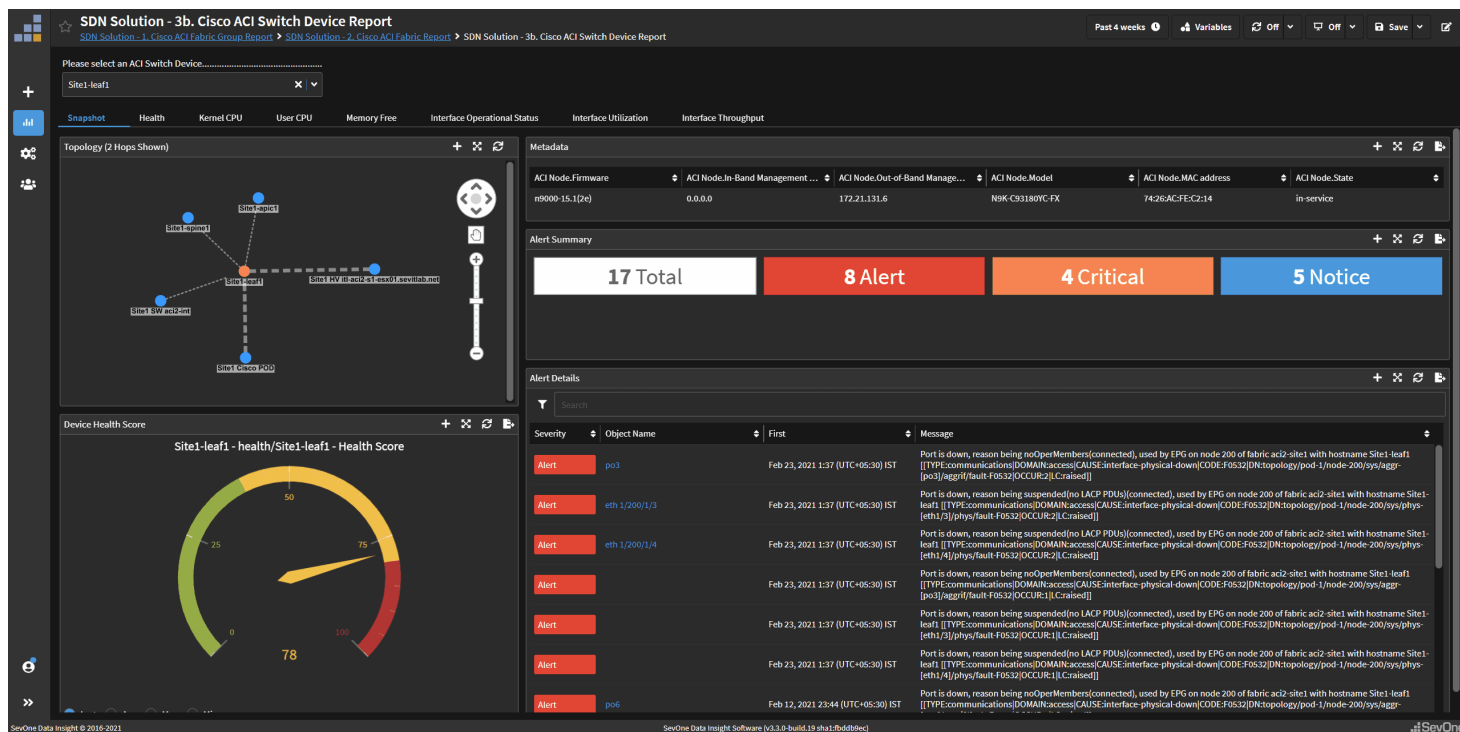 SDN Solution - 3b. Cisco ACI Switch Device Report
SDN Solution - 1. Cisco ACI Fabric Group Report > SDN Solution - 2. Cisco ACI Fabric Report > SDN Solution - 3b. Cisco ACI Switch Device Report
Past 4 weeks
Variables
Off
Off
Save
Please select an ACI Switch Device................................................
Site1-leaf1
Snapshot
Health
Kernel CPU
User CPU
Memory Free
Interface Operational Status
Interface Utilization
Interface Throughput
Topology (2 Hops Shown)
Site1-apic1
Site1-spine1
Site1-leaf1
Site1 HV itl-aci2-s1-esx01.sevitlab.net
Site1 SW aci2-int
Site1 Cisco POD
Device Health Score
Site1-leaf1 - health/Site1-leaf1 - Health Score
50
25
75
0
100
78
Metadata
ACI Node.Firmware
ACI Node.In-Band Management ...
ACI Node.Out-of-Band Manage...
ACI Node.Model
ACI Node.MAC address
ACI Node.State
n9000-15.1(2e)
0.0.0.0
172.21.131.6
N9K-C93180YC-FX
74:26:AC:FE:C2:14
in-service
Alert Summary
17 Total
8 Alert
4 Critical
5 Notice
Alert Details
Search
Severity
Object Name
First
Message
Alert
po3
Feb 23, 2021 1:37 (UTC+05:30) IST
Port is down, reason being noOperMembers(connected), used by EPG on node 200 of fabric aci2-site1 with hostname Site1-leaf1
[[TYPE:communications|DOMAIN:access|CAUSE:interface-physical-down|CODE:F0532|DN:topology/pod-1/node-200/sys/aggr-
[po3]/aggrif/fault-F0532|OCCUR:2|LC:raised]]
Alert
eth 1/200/1/3
Feb 23, 2021 1:37 (UTC+05:30) IST
Port is down, reason being suspended(no LACP PDUs)(connected), used by EPG on node 200 of fabric aci2-site1 with hostname Site1-
leaf1 [[TYPE:communications|DOMAIN:access|CAUSE:interface-physical-down|CODE:F0532|DN:topology/pod-1/node-200/sys/phys-
[eth1/3]/phys/fault-F0532|OCCUR:2|LC:raised]]
Alert
eth 1/200/1/4
Feb 23, 2021 1:37 (UTC+05:30) IST
Port is down, reason being suspended(no LACP PDUs)(connected), used by EPG on node 200 of fabric aci2-site1 with hostname Site1-
leaf1 [[TYPE:communications|DOMAIN:access|CAUSE:interface-physical-down|CODE:F0532|DN:topology/pod-1/node-200/sys/phys-
[eth1/4]/phys/fault-F0532|OCCUR:2|LC:raised]]
Alert
Feb 23, 2021 1:37 (UTC+05:30) IST
Port is down, reason being noOperMembers(connected), used by EPG on node 200 of fabric aci2-site1 with hostname Site1-leaf1
[[TYPE:communications|DOMAIN:access|CAUSE:interface-physical-down|CODE:F0532|DN:topology/pod-1/node-200/sys/aggr-
[po3]/aggrif/fault-F0532|OCCUR:1|LC:raised]]
Alert
Feb 23, 2021 1:37 (UTC+05:30) IST
Port is down, reason being suspended(no LACP PDUs)(connected), used by EPG on node 200 of fabric aci2-site1 with hostname Site1-
leaf1 [[TYPE:communications|DOMAIN:access|CAUSE:interface-physical-down|CODE:F0532|DN:topology/pod-1/node-200/sys/phys-
[eth1/3]/phys/fault-F0532|OCCUR:1|LC:raised]]
Alert
Feb 23, 2021 1:37 (UTC+05:30) IST
Port is down, reason being suspended(no LACP PDUs)(connected), used by EPG on node 200 of fabric aci2-site1 with hostname Site1-
leaf1 [[TYPE:communications|DOMAIN:access|CAUSE:interface-physical-down|CODE:F0532|DN:topology/pod-1/node-200/sys/phys-
[eth1/4]/phys/fault-F0532|OCCUR:1|LC:raised]]
Alert
po6
Feb 12, 2021 23:44 (UTC+05:30) IST
Port is down, reason being noOperMembers(connected), used by EPG on node 200 of fabric aci2-site1 with hostname Site1-leaf1
[[TYPE:communications|DOMAIN:access|CAUSE:interface-physical-down|CODE:F0532|DN:topology/pod-1/node-200/sys/aggr-
SevOne Data Insight © 2016-2021
SevOne Data Insight Software (v3.3.0-build.19 sha1:fbddb9ec)
SevOne